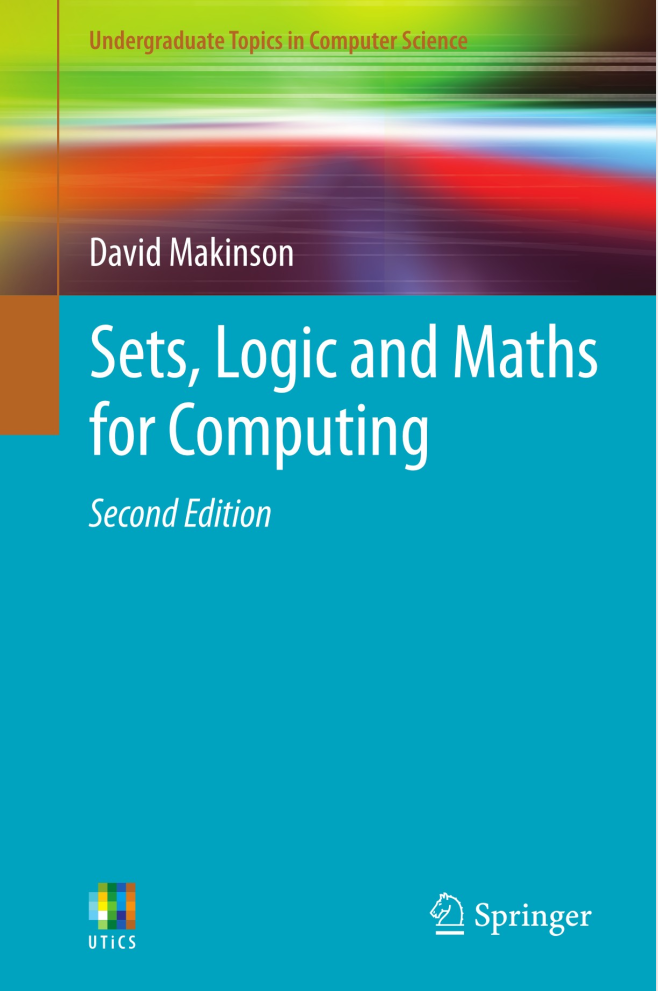 Undergraduate Topics in Computer Science
David Makinson
Sets, Logic and Maths
for Computing
Second Edition
UTiCS
Springer